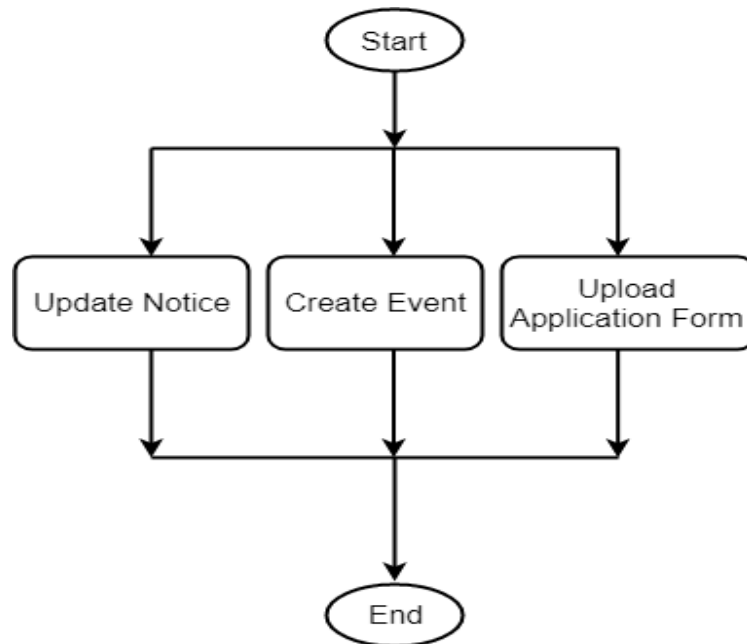 Start
Update Notice
Create Event
Upload
Application Form
End